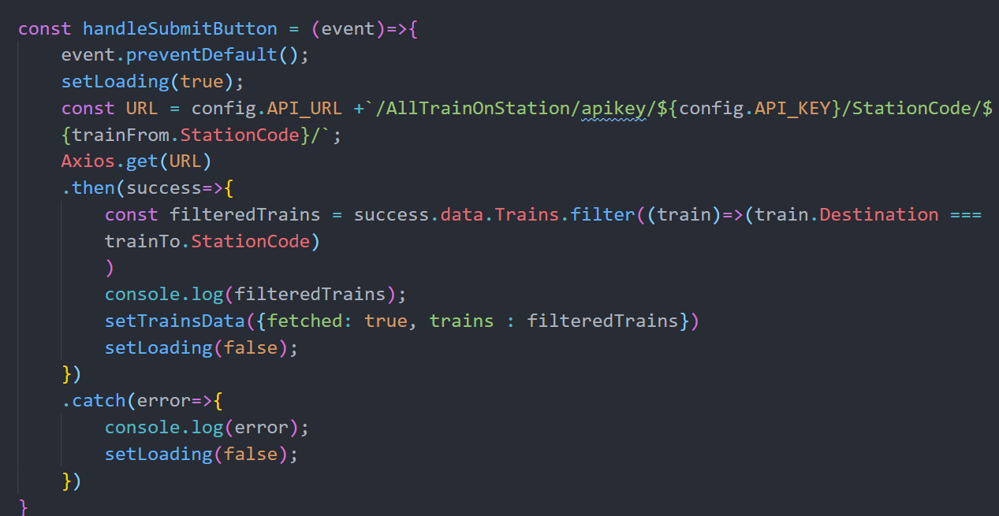 const handleSubmitButton = (event)=>{
    event.preventDefault();
    setLoading(true);
    const URL = config.API_URL +`/AllTrainOnStation/apikey/${config.API_KEY}/StationCode/$
    {trainFrom.StationCode}/`;
    Axios.get(URL)
    .then(success=>{
        const filteredTrains = success.data.Trains.filter((train)=>(train.Destination ===
        trainTo.StationCode)
        )
        console.log(filteredTrains);
        setTrainsData({fetched: true, trains : filteredTrains})
        setLoading(false);
    })
    .catch(error=>{
        console.log(error);
        setLoading(false);
    })
}